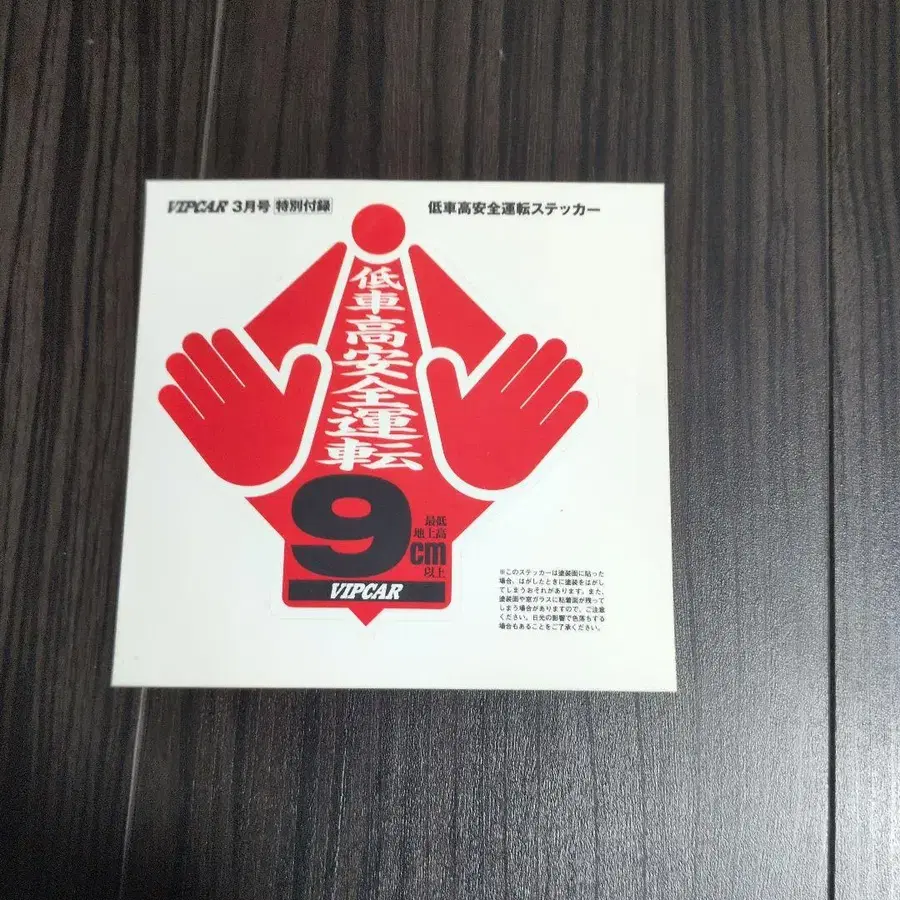 VIPCAR 3月号 特別付録
低車高安全運転ステッカー
低車高安全運転
9cm
最低
地上高
以上
VIPCAR
※このステッカーは塗装面に貼った
場合、はがしたときに塗装をはがし
てしまうおそれがあります。また、
塗装面や窓ガラスに粘着面が残って
しまう場合がありますので、ご注意
ください。日光の影響で色落ちする
場合もあることをご了承ください。